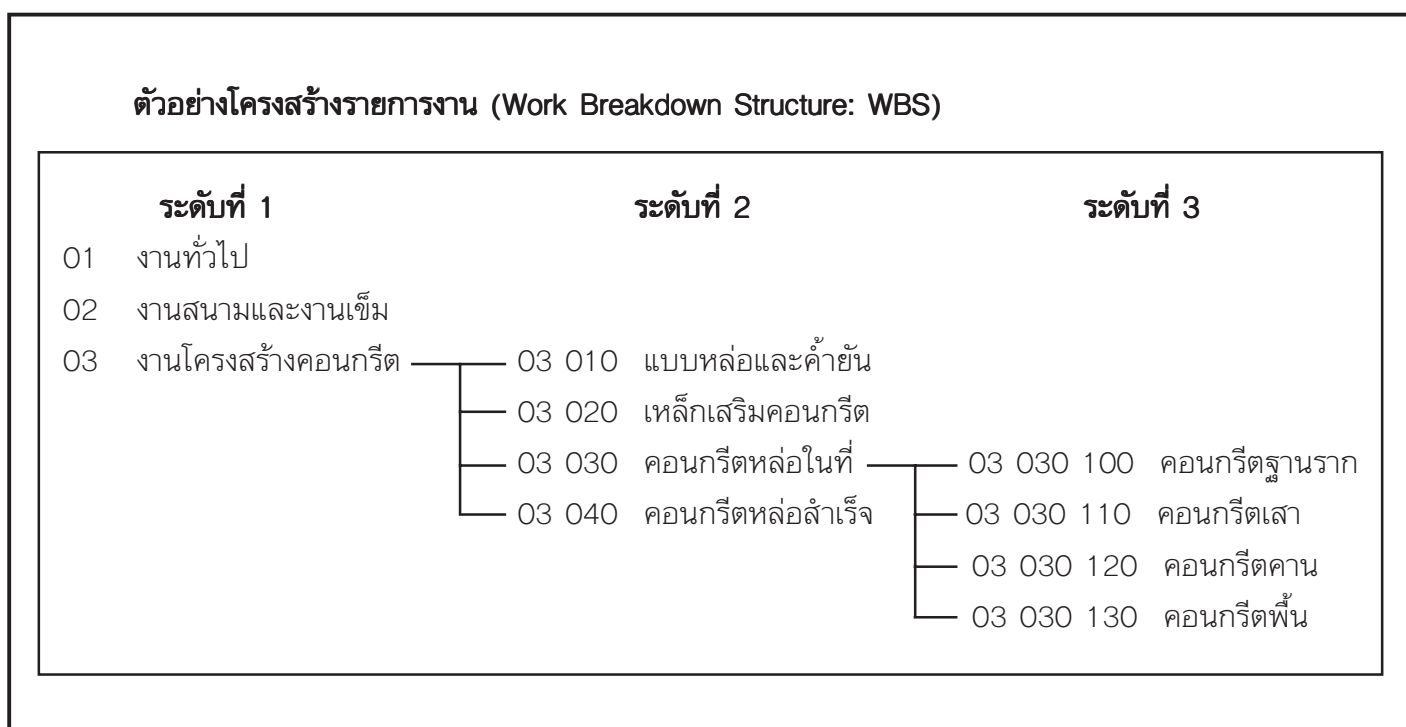 ตัวอย่างโครงสร้างรายการงาน (Work Breakdown Structure: WBS)
ระดับที่ 1 ระดับที่ 2 ระดับที่ 3
01 งานทั่วไป
02 งานสนามและงานเข็ม
03 งานโครงสร้างคอนกรีต 03 010 แบบหล่อและค้ำยัน
03 020 เหล็กเสริมคอนกรีต
03 030 คอนกรีตหล่อในที่ 03 030 100 คอนกรีตฐานราก
03 040 คอนกรีตหล่อสำเร็จ 03 030 110 คอนกรีตเสา
03 030 120 คอนกรีตคาน
03 030 130 คอนกรีตพื้น